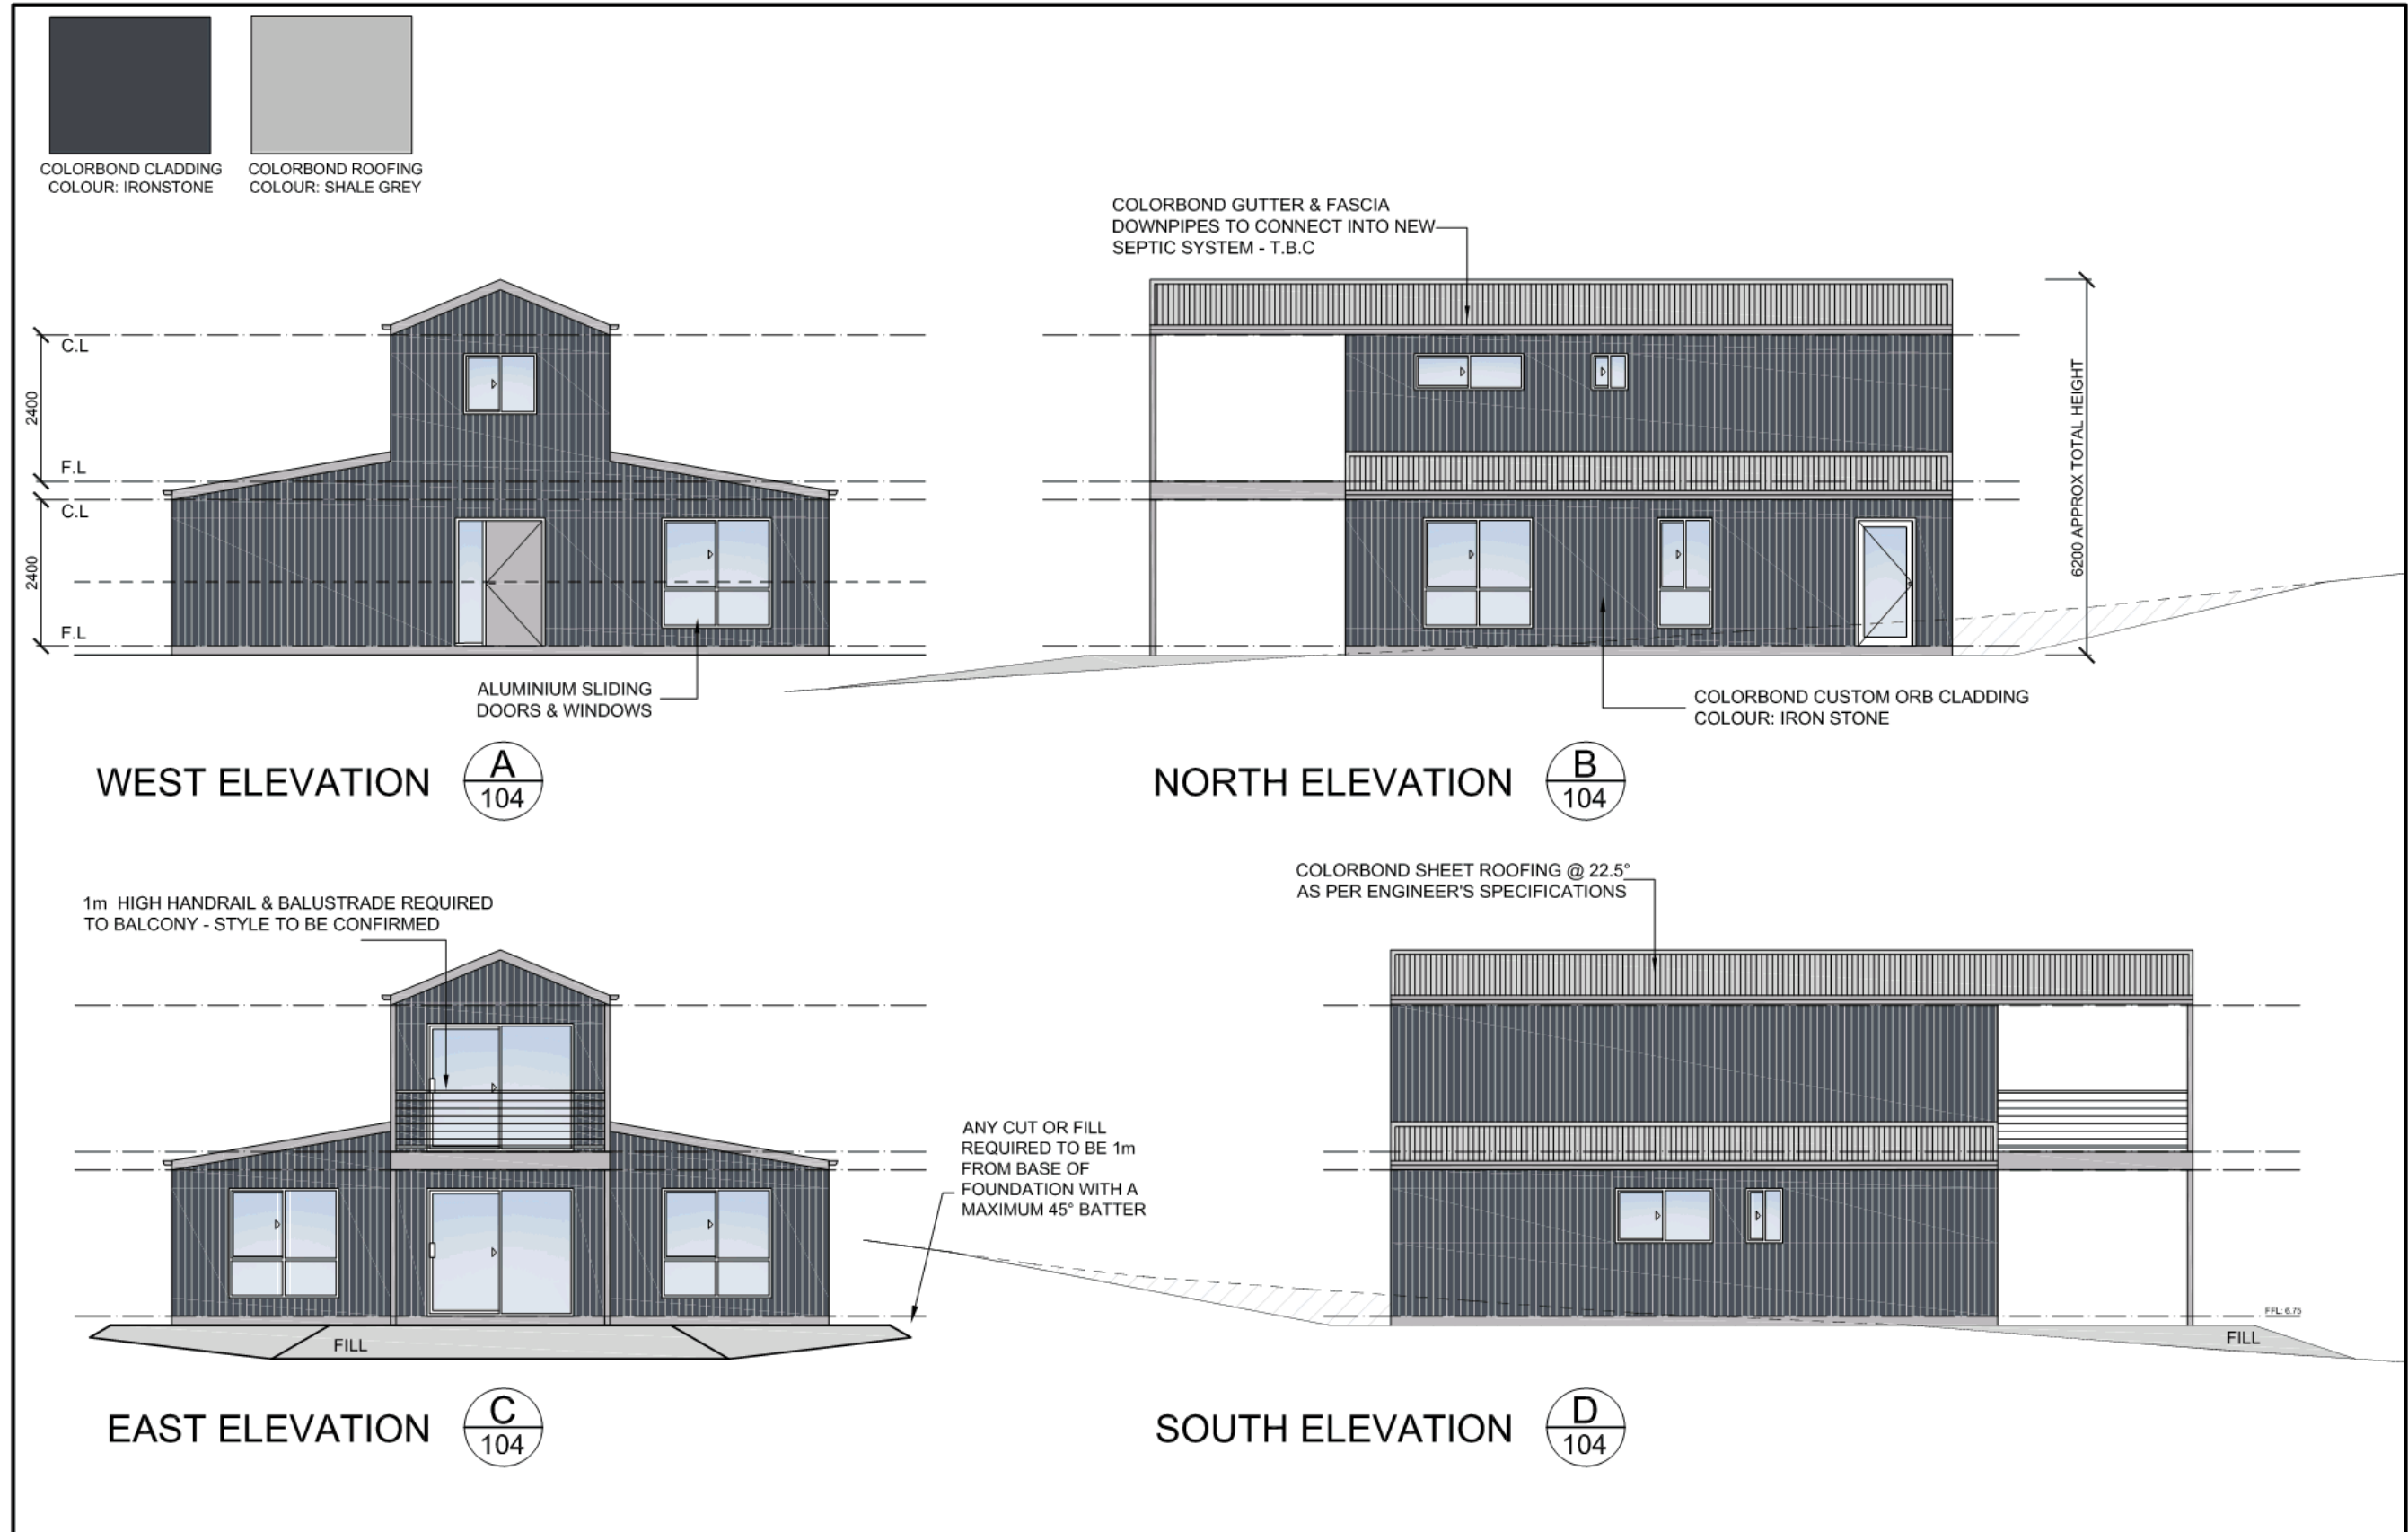 COLORBOND CLADDING
COLOUR: IRONSTONE
COLORBOND ROOFING
COLOUR: SHALE GREY
C.L
2400
F.L
C.L
2400
F.L
ALUMINIUM SLIDING
DOORS & WINDOWS
WEST ELEVATION
A
104
COLORBOND GUTTER & FASCIA
DOWNPIPES TO CONNECT INTO NEW
SEPTIC SYSTEM - T.B.C
6200 APPROX TOTAL HEIGHT
COLORBOND CUSTOM ORB CLADDING
COLOUR: IRON STONE
NORTH ELEVATION
B
104
1m HIGH HANDRAIL & BALUSTRADE REQUIRED
TO BALCONY - STYLE TO BE CONFIRMED
ANY CUT OR FILL
REQUIRED TO BE 1m
FROM BASE OF
FOUNDATION WITH A
MAXIMUM 45° BATTER
FILL
EAST ELEVATION
C
104
COLORBOND SHEET ROOFING @ 22.5°
AS PER ENGINEER'S SPECIFICATIONS
FFL: 6.75
FILL
SOUTH ELEVATION
D
104